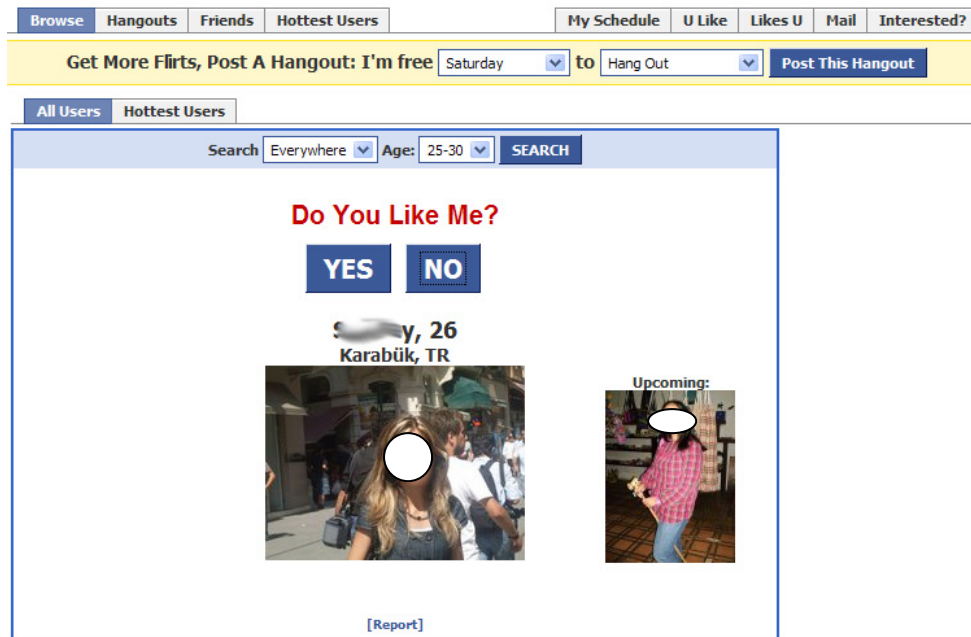 Browse Hangouts Friends Hottest Users My Schedule U Like Likes U Mail Interested?
Get More Flirts, Post A Hangout: I'm free Saturday to Hang Out Post This Hangout
All Users Hottest Users
Search Everywhere Age: 25-30 SEARCH
Do You Like Me?
YES NO
26
Karabük, TR
Upcoming:
[Report]